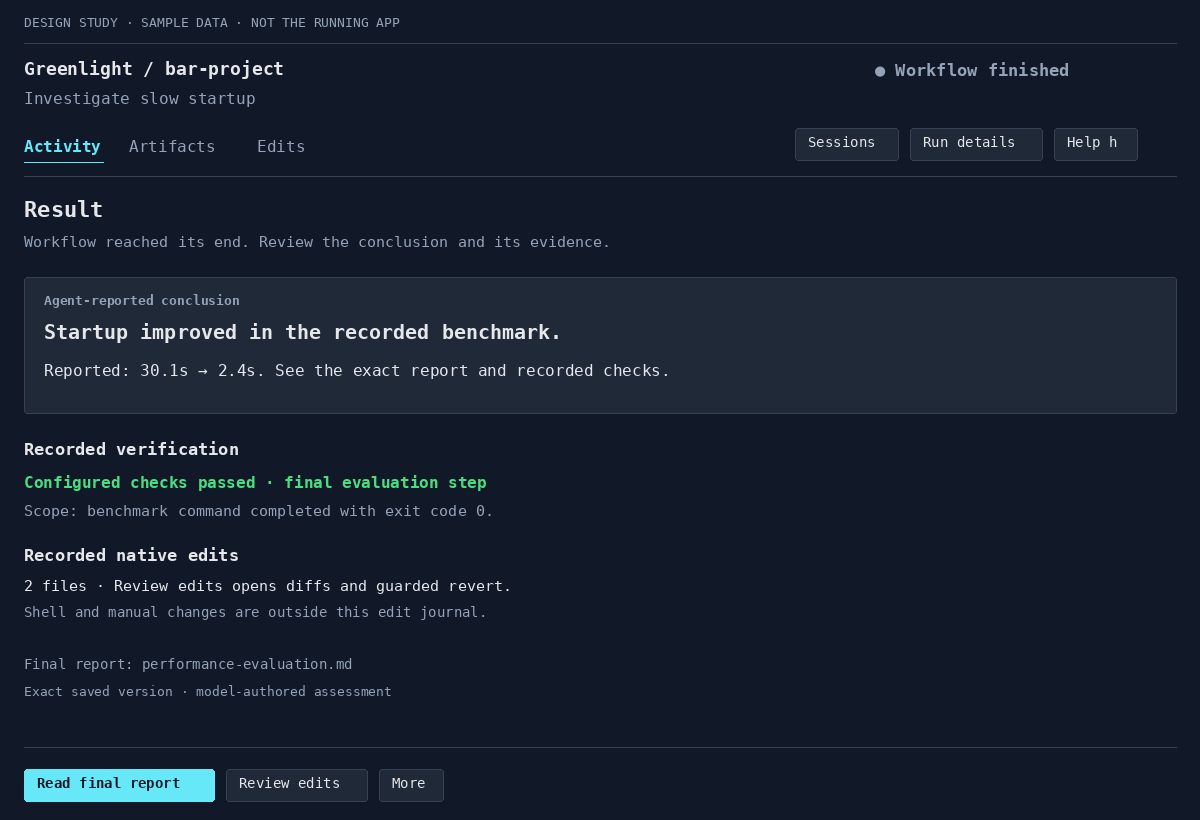 DESIGN STUDY · SAMPLE DATA · NOT THE RUNNING APP
Greenlight / bar-project
● Workflow finished
Investigate slow startup
Activity Artifacts Edits
Sessions Run details Help h
Result
Workflow reached its end. Review the conclusion and its evidence.
Agent-reported conclusion
Startup improved in the recorded benchmark.
Reported: 30.1s → 2.4s. See the exact report and recorded checks.
Recorded verification
Configured checks passed · final evaluation step
Scope: benchmark command completed with exit code 0.
Recorded native edits
2 files · Review edits opens diffs and guarded revert.
Shell and manual changes are outside this edit journal.
Final report: performance-evaluation.md
Exact saved version · model-authored assessment
Read final report Review edits More